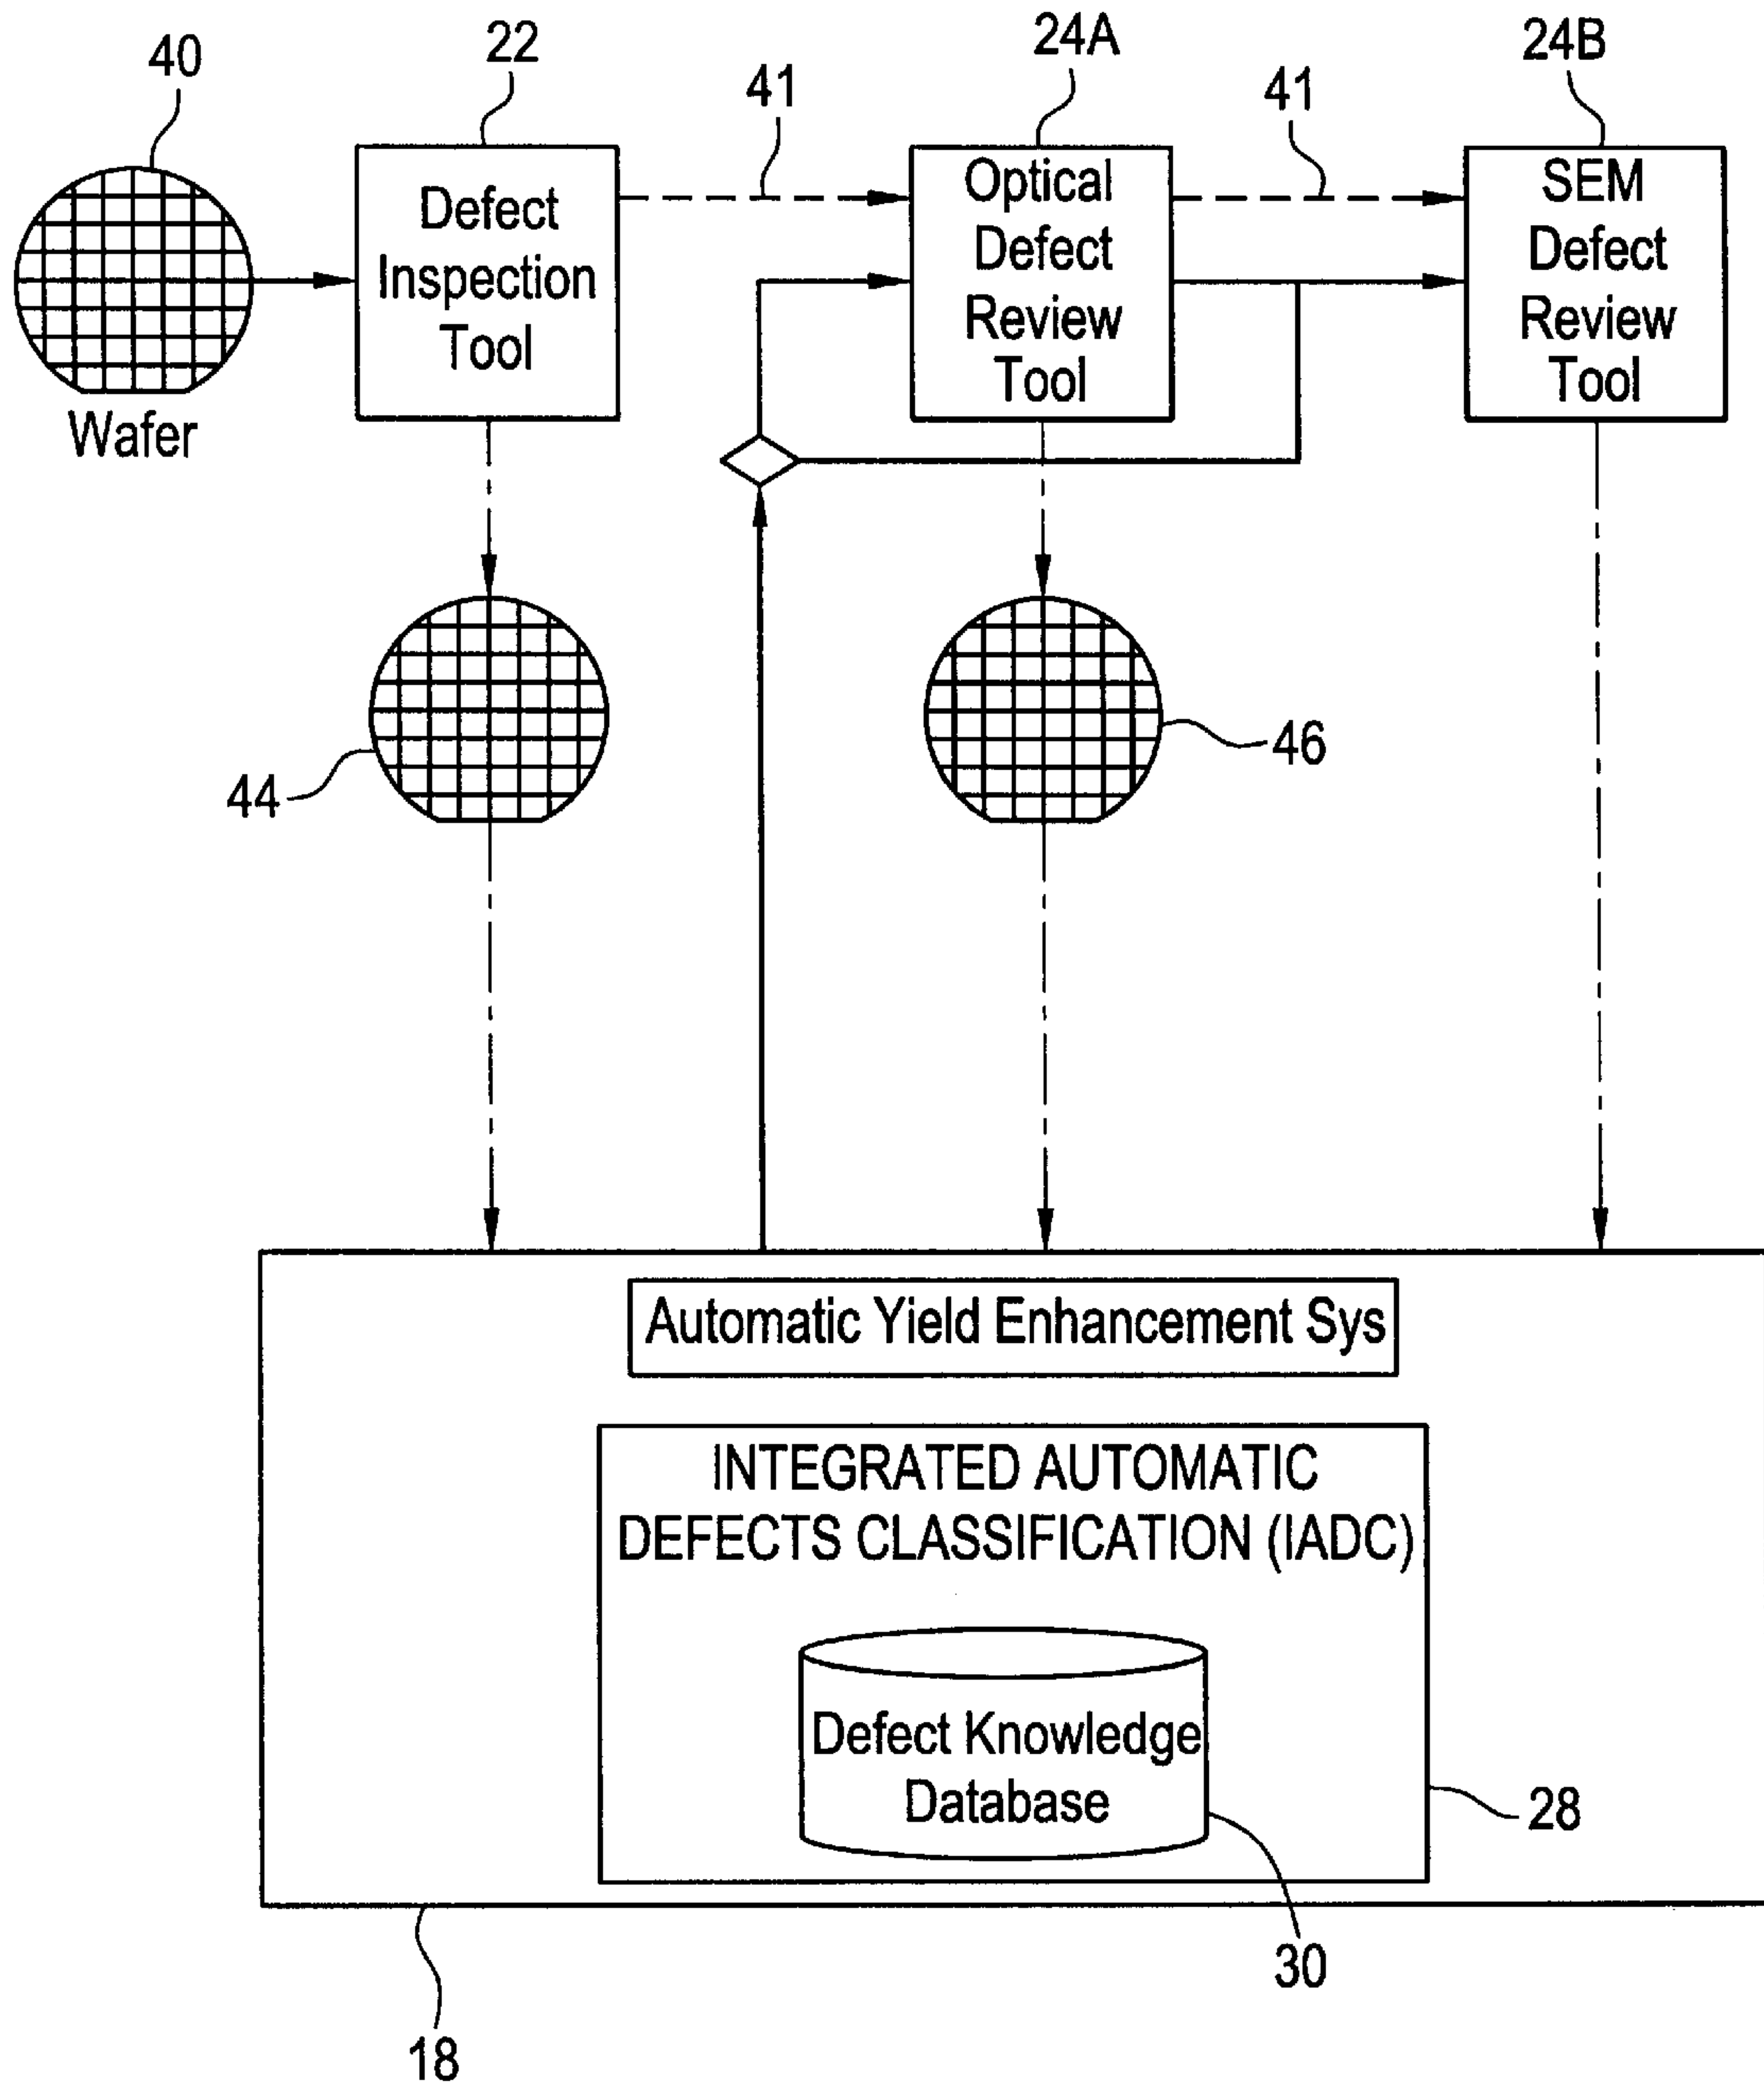 40
22
41
24A
41
24B
Wafer
Defect
Inspection
Tool
Optical
Defect
Review
Tool
SEM
Defect
Review
Tool
44
46
Automatic Yield Enhancement Sys
INTEGRATED AUTOMATIC
DEFECTS CLASSIFICATION (IADC)
Defect Knowledge
Database
28
30
18